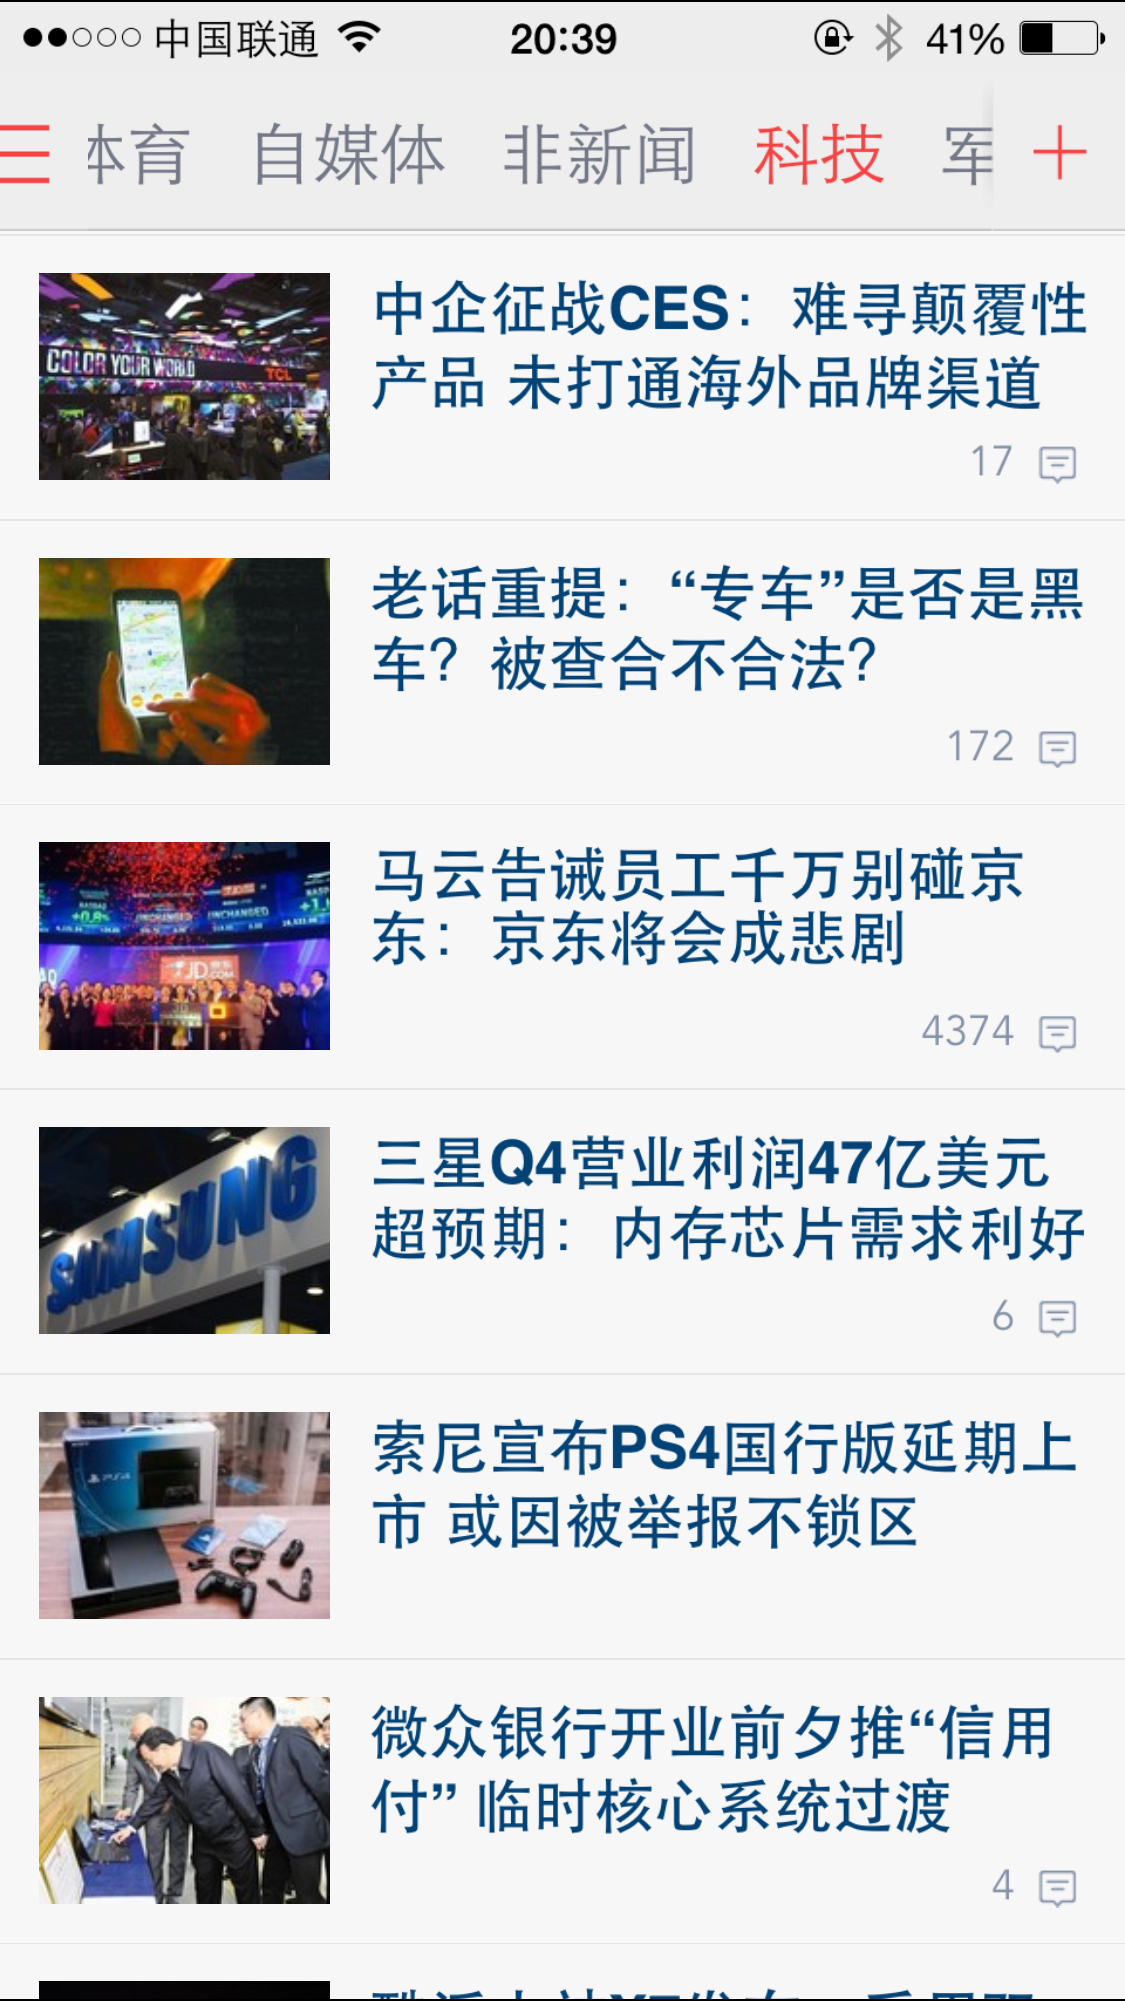 中国联通
20:39
41%
体育 自媒体 非新闻 科技 军
COLOR YOUR WORLD
TCL
中企征战CES：难寻颠覆性
产品 未打通海外品牌渠道
17
老话重提：“专车”是否是黑
车？被查合不合法？
172
UNCHANGED
UNCHANGED
JD
.COM
马云告诫员工千万别碰京
东：京东将会成悲剧
4374
SAMSUNG
三星Q4营业利润47亿美元
超预期：内存芯片需求利好
6
PS4
索尼宣布PS4国行版延期上
市 或因被举报不锁区
微众银行开业前夕推“信用
付” 临时核心系统过渡
4